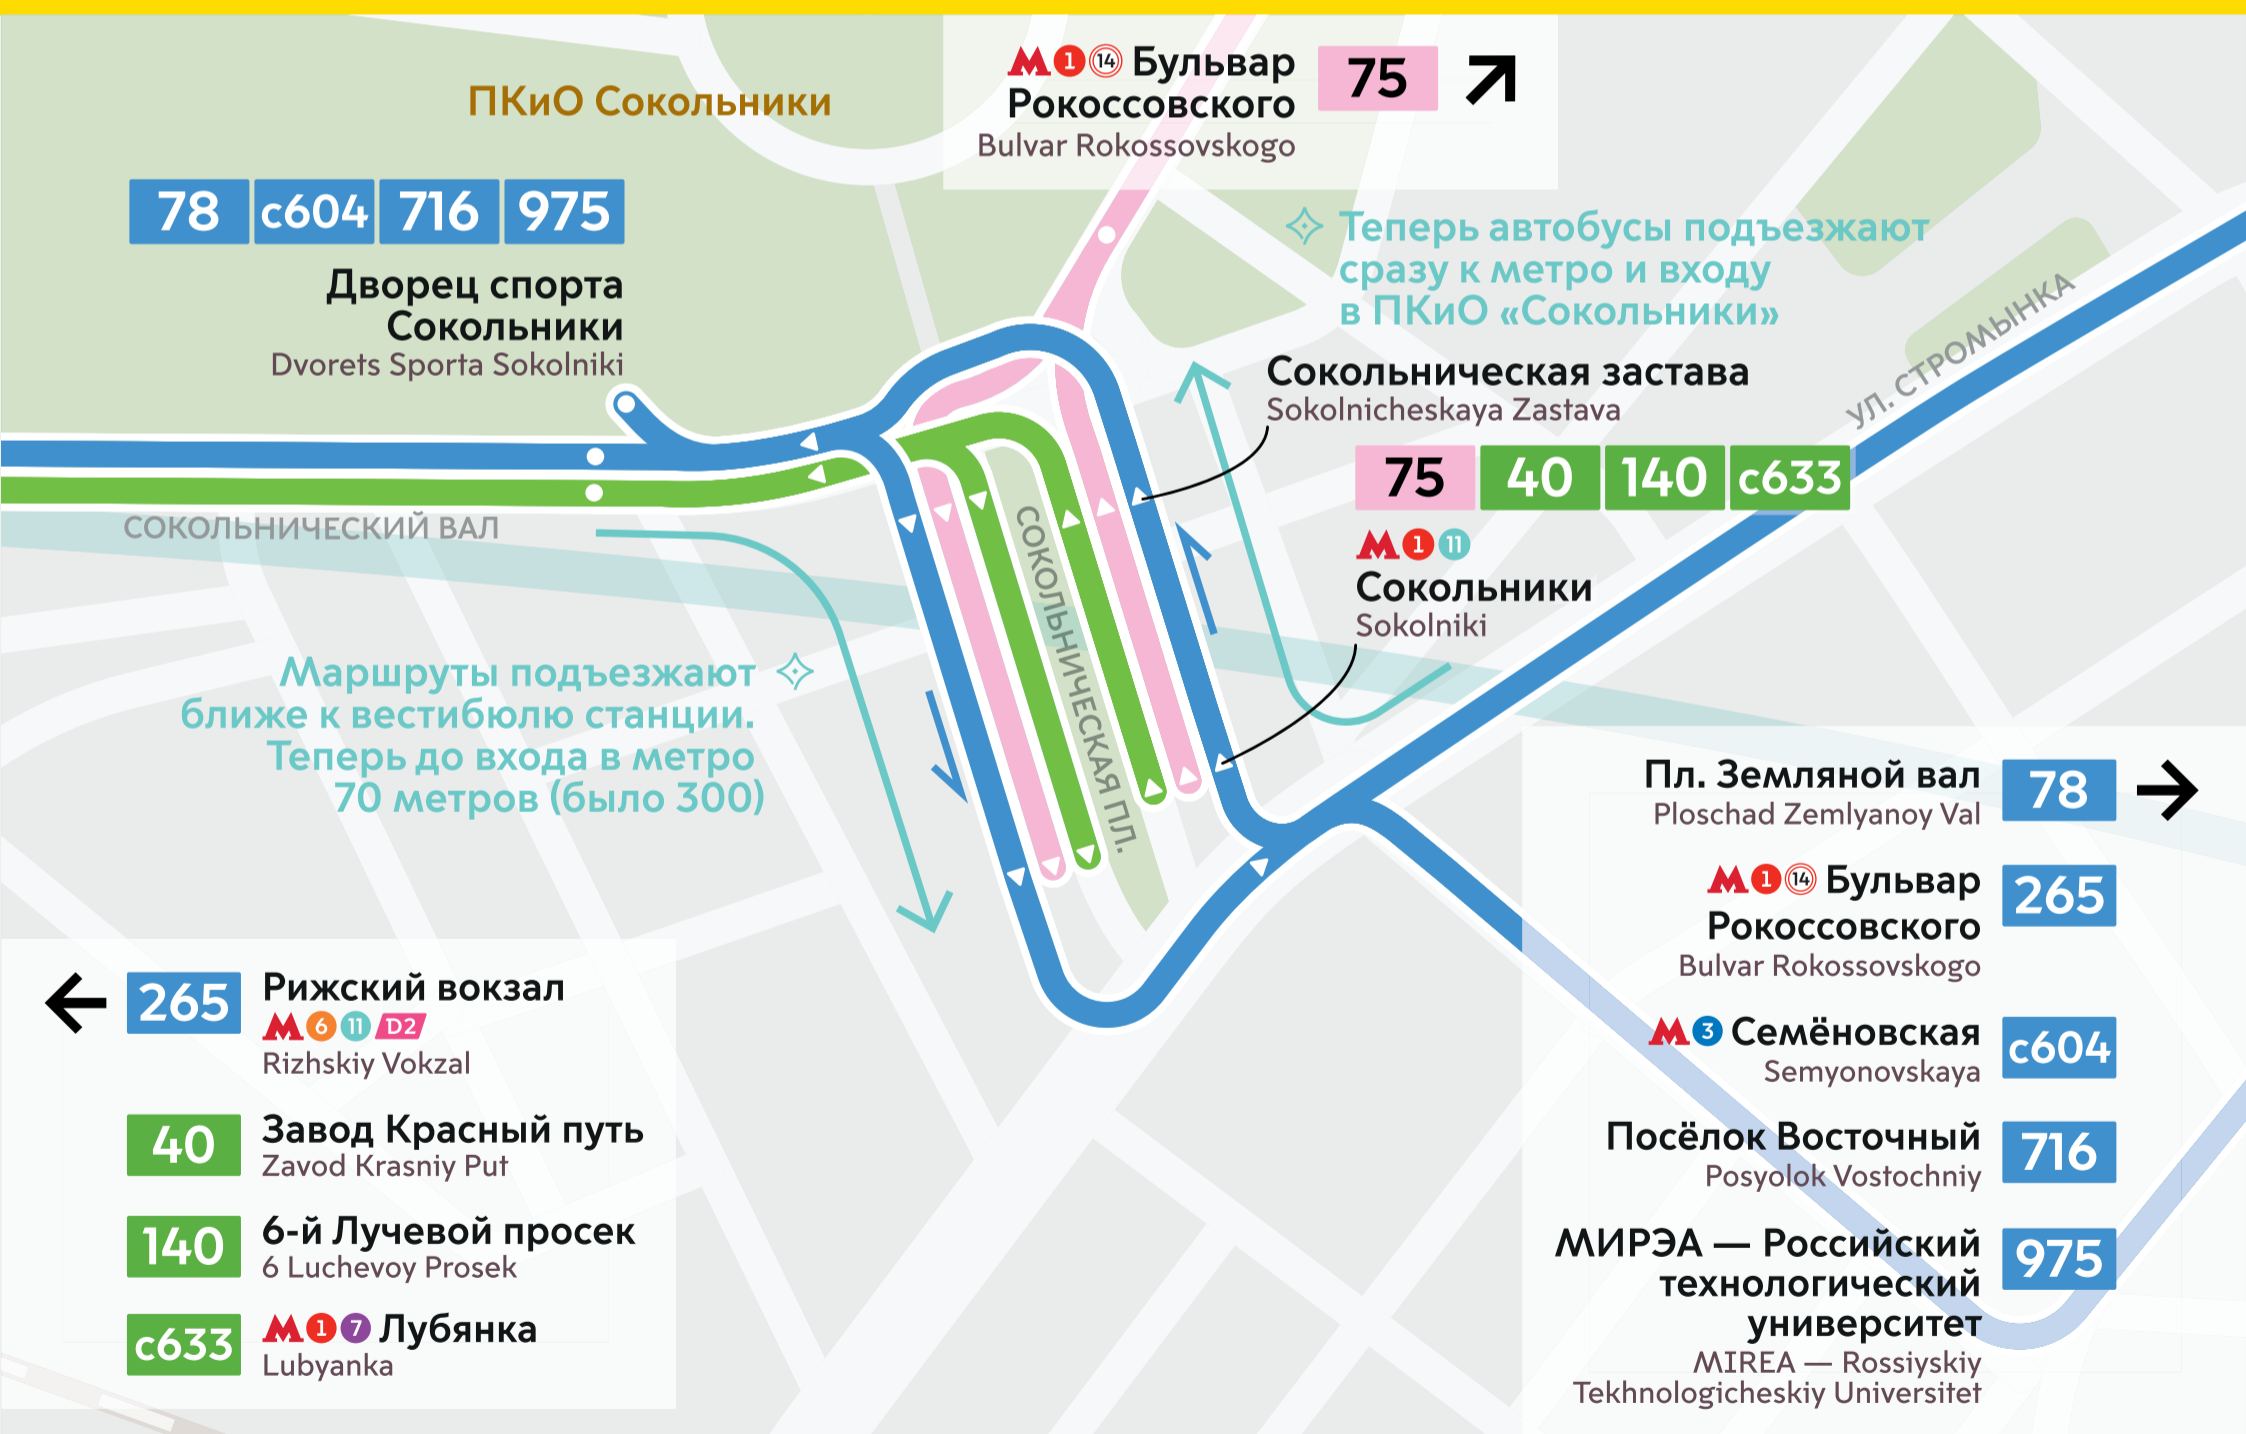 ПКиО Сокольники
М 1 14 Бульвар
Рокоссовского
Bulvar Rokossovskogo
75
78 с604 716 975
Дворец спорта
Сокольники
Dvorets Sporta Sokolniki
Теперь автобусы подъезжают
сразу к метро и входу
в ПКиО «Сокольники»
УЛ. СТРОМЫНКА
Сокольническая застава
Sokolnicheskaya Zastava
75 40 140 с633
М 1 11
Сокольники
Sokolniki
СОКОЛЬНИЧЕСКИЙ ВАЛ
СОКОЛЬНИЧЕСКАЯ ПЛ.
Маршруты подъезжают
ближе к вестибюлю станции.
Теперь до входа в метро
70 метров (было 300)
265 Рижский вокзал
М 6 11 D2
Rizhskiy Vokzal
40 Завод Красный путь
Zavod Krasniy Put
140 6-й Лучевой просек
6 Luchevoy Prosek
с633 М 1 7 Лубянка
Lubyanka
Пл. Земляной вал 78
Ploschad Zemlyanoy Val
М 1 14 Бульвар 265
Рокоссовского
Bulvar Rokossovskogo
М 3 Семёновская с604
Semyonovskaya
Посёлок Восточный 716
Posyolok Vostochniy
МИРЭА — Российский 975
технологический
университет
MIREA — Rossiyskiy
Tekhnologicheskiy Universitet